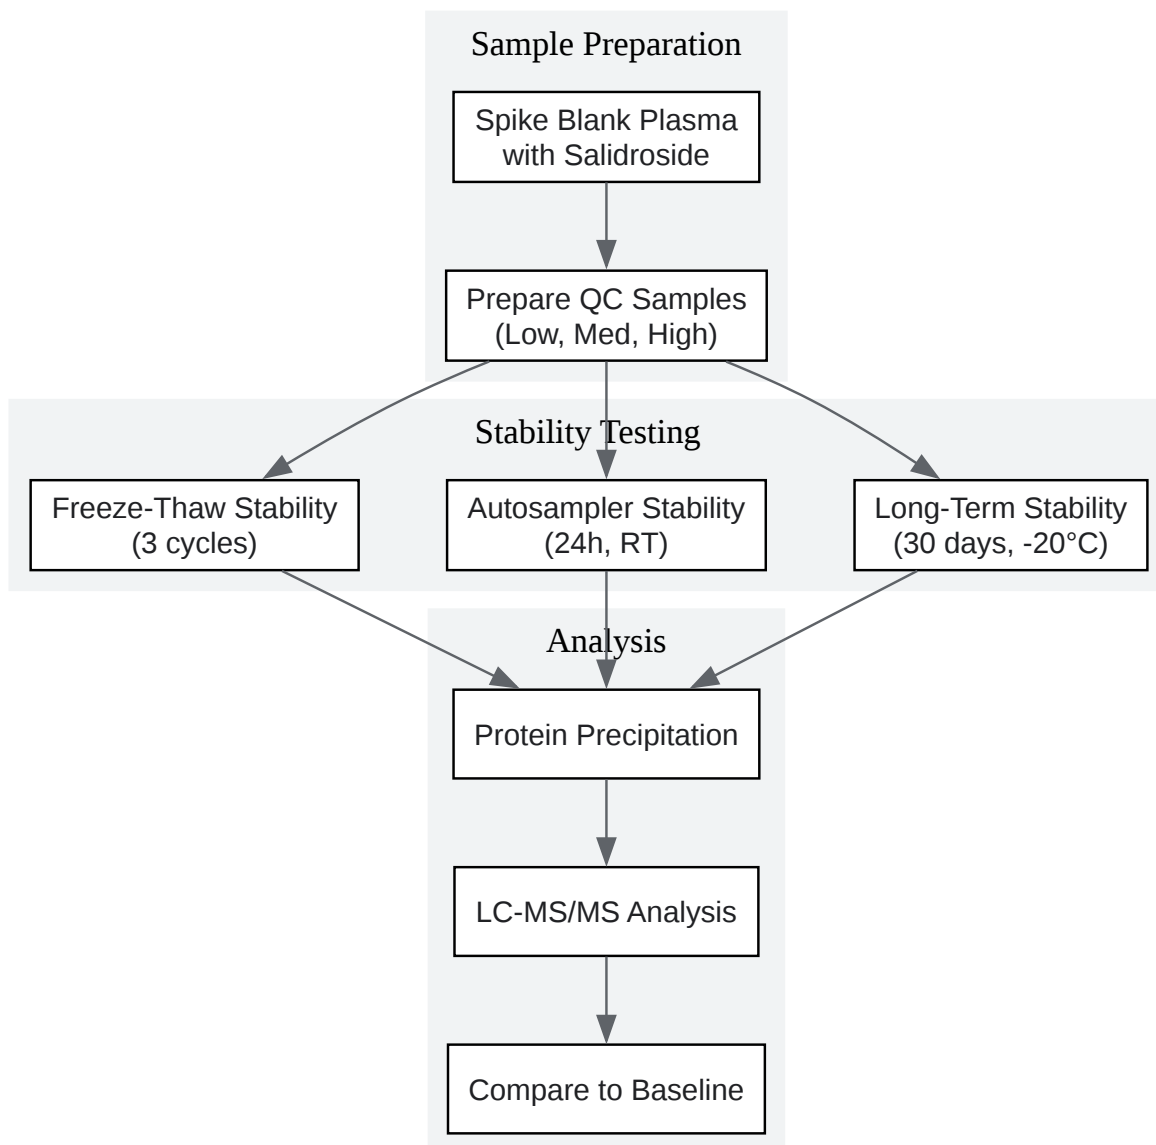 Sample Preparation
Spike Blank Plasma
with Salidroside
Prepare QC Samples
(Low, Med, High)
Stability Testing
Freeze-Thaw Stability
(3 cycles)
Autosampler Stability
(24h, RT)
Long-Term Stability
(30 days, -20°C)
Analysis
Protein Precipitation
LC-MS/MS Analysis
Compare to Baseline